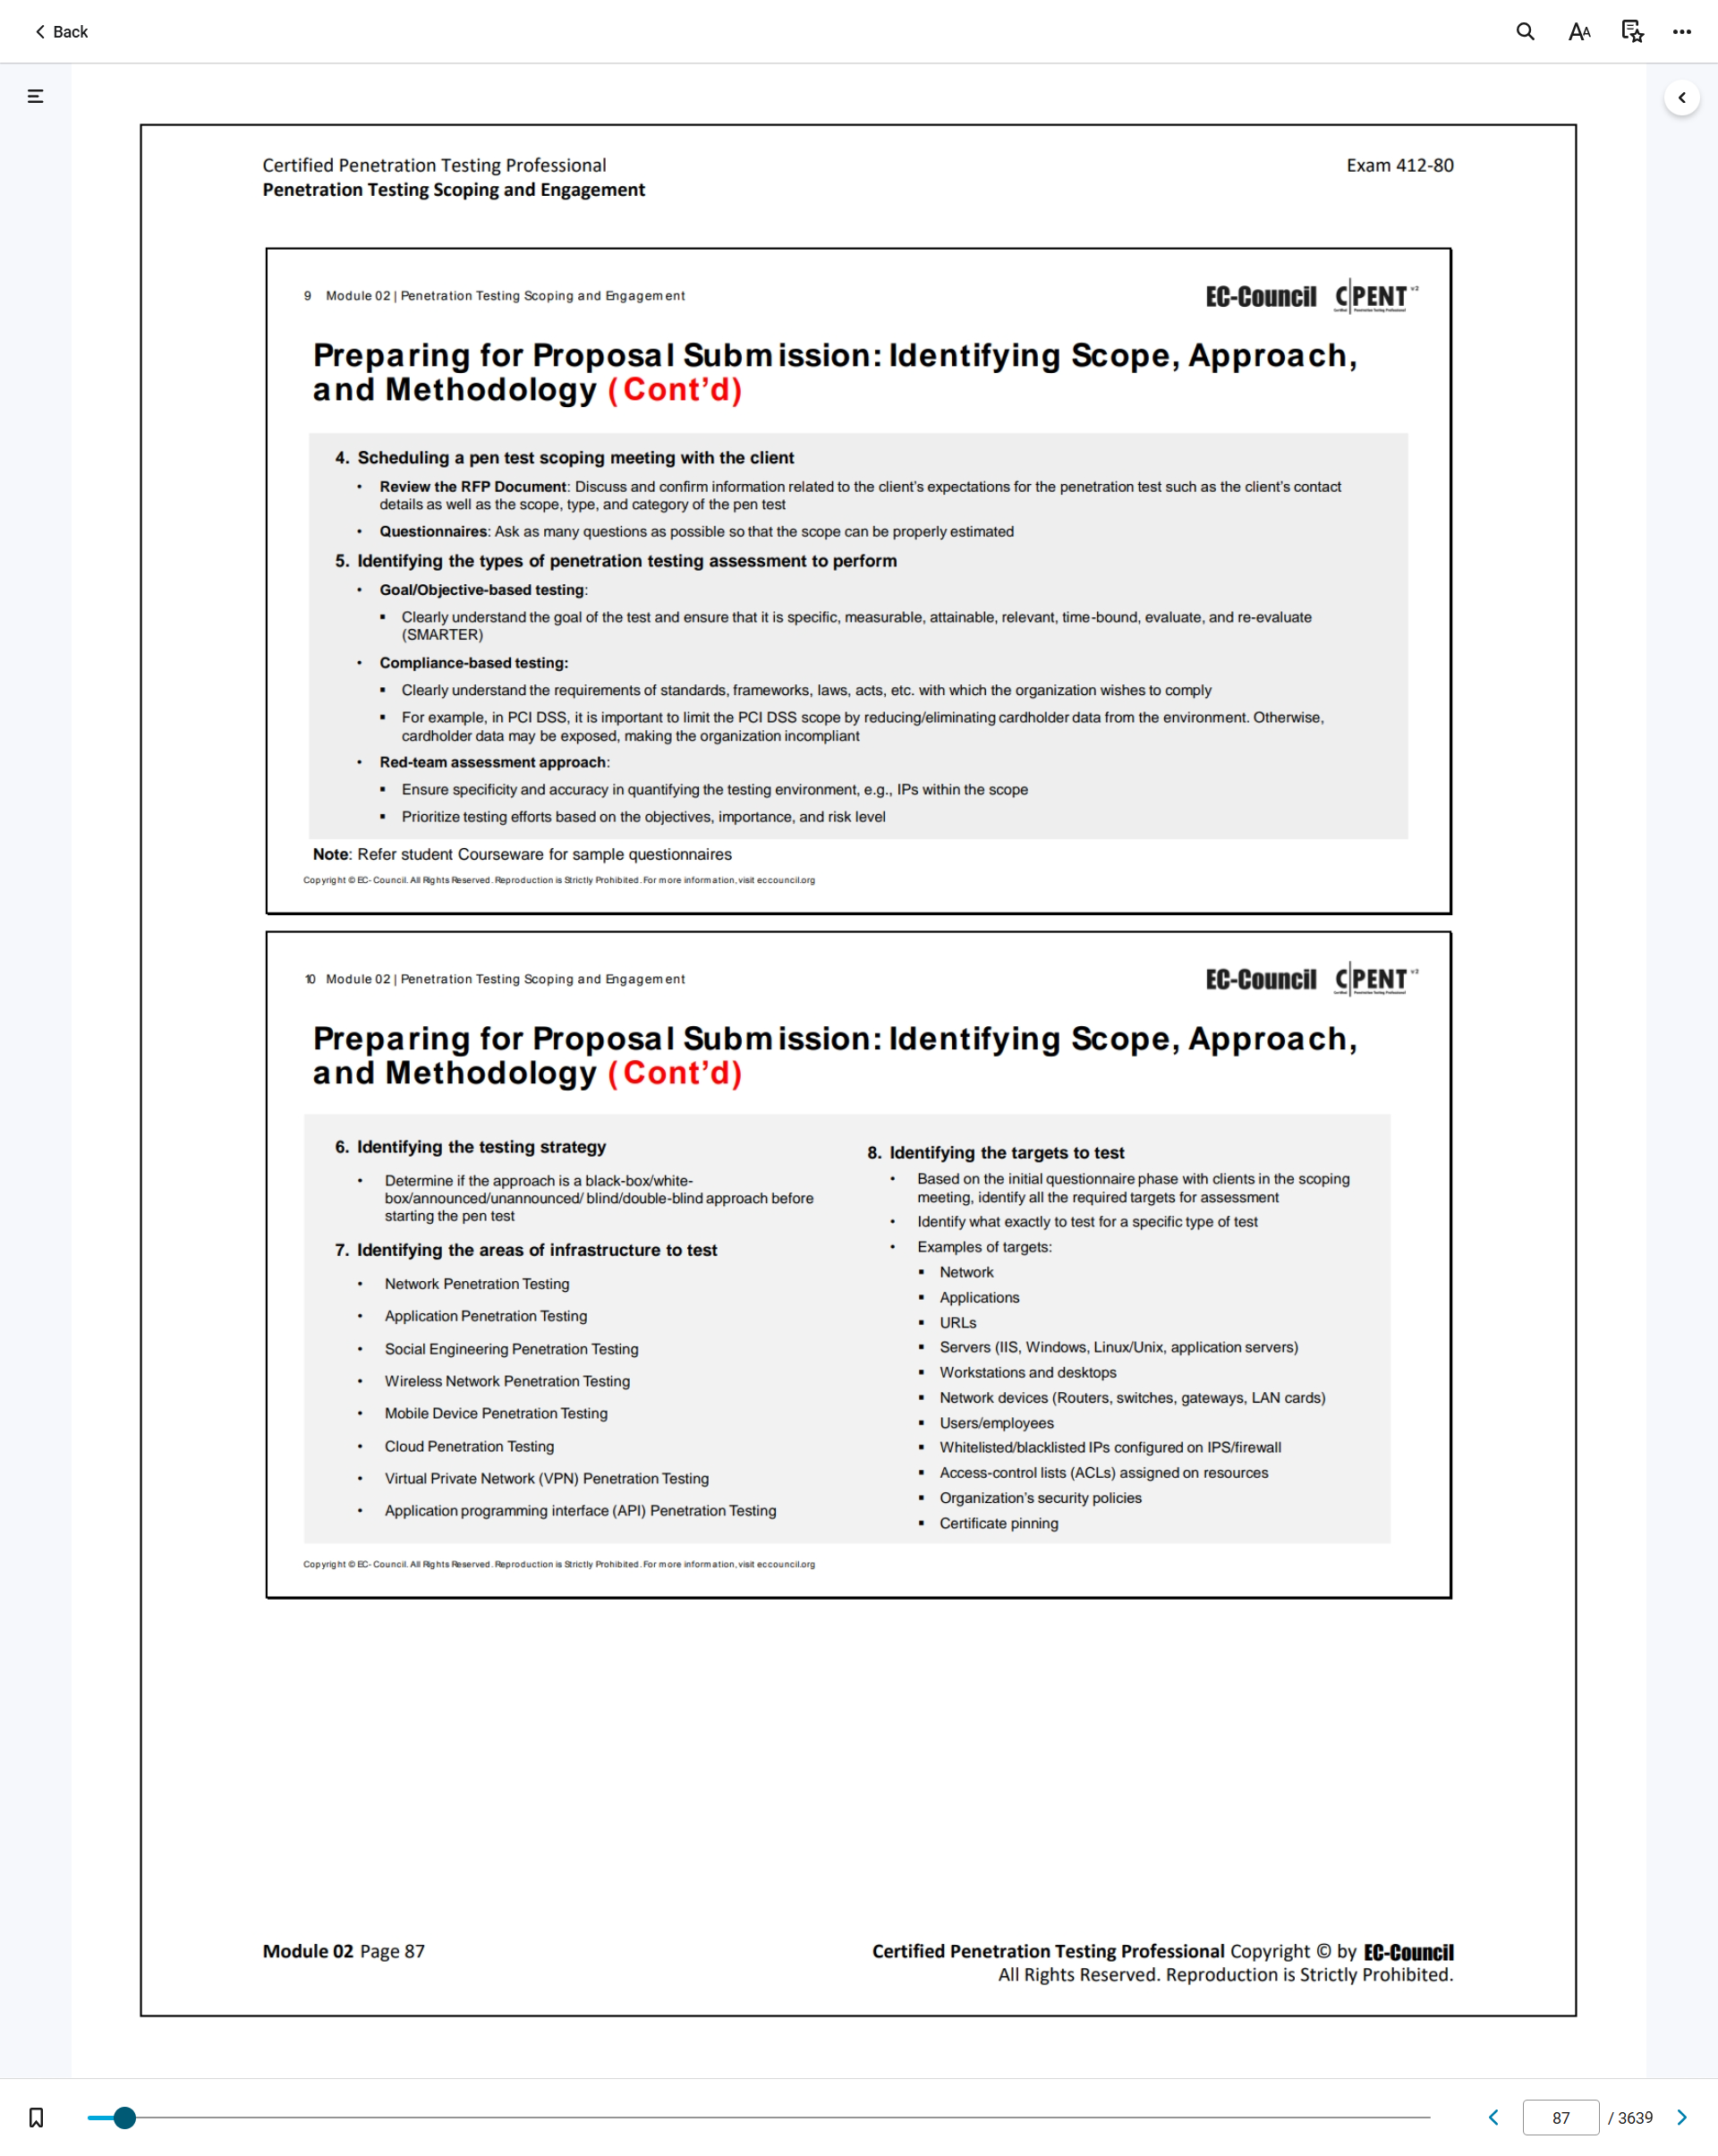 Back
Certified Penetration Testing Professional
Exam 412-80
Penetration Testing Scoping and Engagement
9 Module 02 | Penetration Testing Scoping and Engagement
EC-Council CPENT v2
Preparing for Proposal Submission: Identifying Scope, Approach,
and Methodology (Cont’d)
4. Scheduling a pen test scoping meeting with the client
• Review the RFP Document: Discuss and confirm information related to the client’s expectations for the penetration test such as the client’s contact
details as well as the scope, type, and category of the pen test
• Questionnaires: Ask as many questions as possible so that the scope can be properly estimated
5. Identifying the types of penetration testing assessment to perform
• Goal/Objective-based testing:
▪ Clearly understand the goal of the test and ensure that it is specific, measurable, attainable, relevant, time-bound, evaluate, and re-evaluate
(SMARTER)
• Compliance-based testing:
▪ Clearly understand the requirements of standards, frameworks, laws, acts, etc. with which the organization wishes to comply
▪ For example, in PCI DSS, it is important to limit the PCI DSS scope by reducing/eliminating cardholder data from the environment. Otherwise,
cardholder data may be exposed, making the organization incompliant
• Red-team assessment approach:
▪ Ensure specificity and accuracy in quantifying the testing environment, e.g., IPs within the scope
▪ Prioritize testing efforts based on the objectives, importance, and risk level
Note: Refer student Courseware for sample questionnaires
Copyright © EC-Council. All Rights Reserved. Reproduction is Strictly Prohibited. For more information, visit eccouncil.org
10 Module 02 | Penetration Testing Scoping and Engagement
EC-Council CPENT v2
Preparing for Proposal Submission: Identifying Scope, Approach,
and Methodology (Cont’d)
6. Identifying the testing strategy
• Determine if the approach is a black-box/white-
box/announced/unannounced/ blind/double-blind approach before
starting the pen test
7. Identifying the areas of infrastructure to test
• Network Penetration Testing
• Application Penetration Testing
• Social Engineering Penetration Testing
• Wireless Network Penetration Testing
• Mobile Device Penetration Testing
• Cloud Penetration Testing
• Virtual Private Network (VPN) Penetration Testing
• Application programming interface (API) Penetration Testing
8. Identifying the targets to test
• Based on the initial questionnaire phase with clients in the scoping
meeting, identify all the required targets for assessment
• Identify what exactly to test for a specific type of test
• Examples of targets:
▪ Network
▪ Applications
▪ URLs
▪ Servers (IIS, Windows, Linux/Unix, application servers)
▪ Workstations and desktops
▪ Network devices (Routers, switches, gateways, LAN cards)
▪ Users/employees
▪ Whitelisted/blacklisted IPs configured on IPS/firewall
▪ Access-control lists (ACLs) assigned on resources
▪ Organization’s security policies
▪ Certificate pinning
Copyright © EC-Council. All Rights Reserved. Reproduction is Strictly Prohibited. For more information, visit eccouncil.org
Module 02 Page 87
Certified Penetration Testing Professional Copyright © by EC-Council
All Rights Reserved. Reproduction is Strictly Prohibited.
87 / 3639